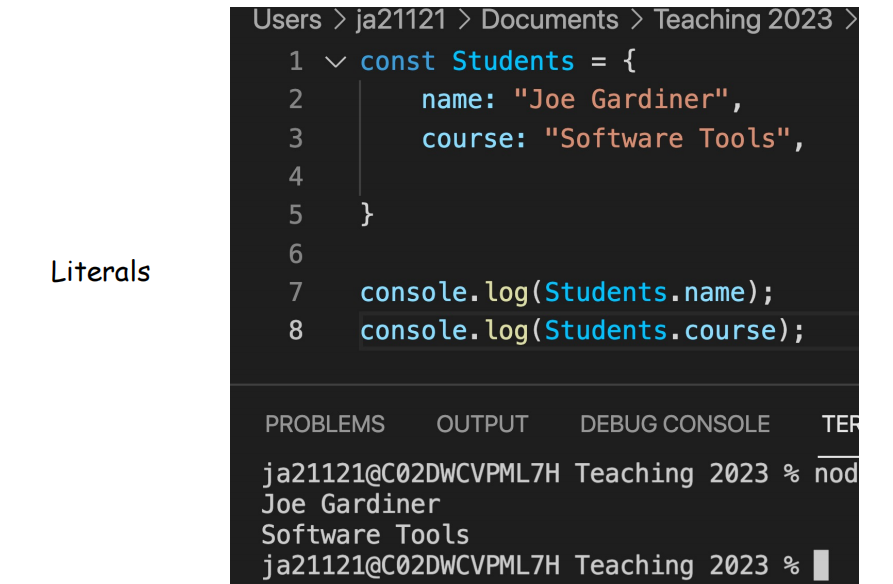 Users > ja21121 > Documents > Teaching 2023 >
1 const Students = {
2 name: "Joe Gardiner",
3 course: "Software Tools",
4
5 }
6
Literals
7 console.log(Students.name);
8 console.log(Students.course);
PROBLEMS OUTPUT DEBUG CONSOLE TER
ja21121@C02DWCVPML7H Teaching 2023 % nod
Joe Gardiner
Software Tools
ja21121@C02DWCVPML7H Teaching 2023 %